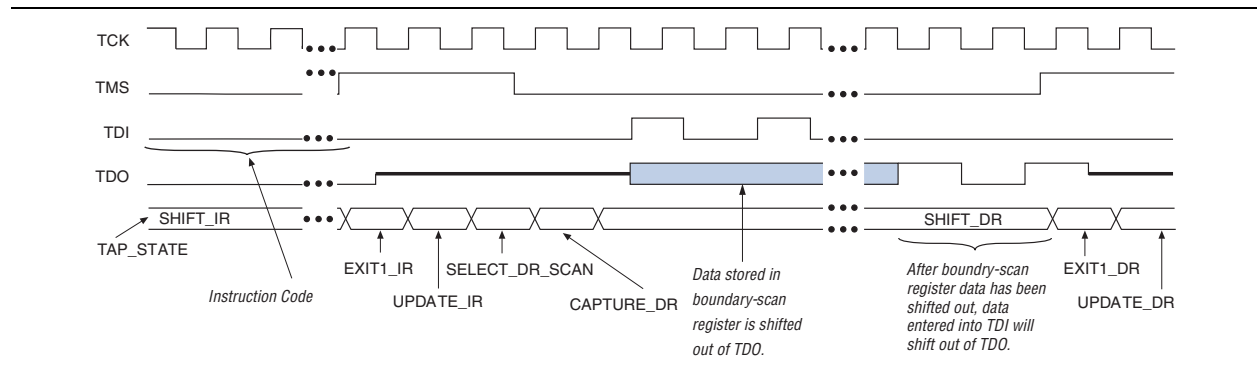 TCK
TMS
TDI
TDO
SHIFT_IR
SHIFT_DR
TAP_STATE
EXIT1_IR
SELECT_DR_SCAN
EXIT1_DR
Instruction Code
UPDATE_IR
CAPTURE_DR
UPDATE_DR
Data stored in
boundary-scan
register is shifted
out of TDO.
After boundry-scan
register data has been
shifted out, data
entered into TDI will
shift out of TDO.